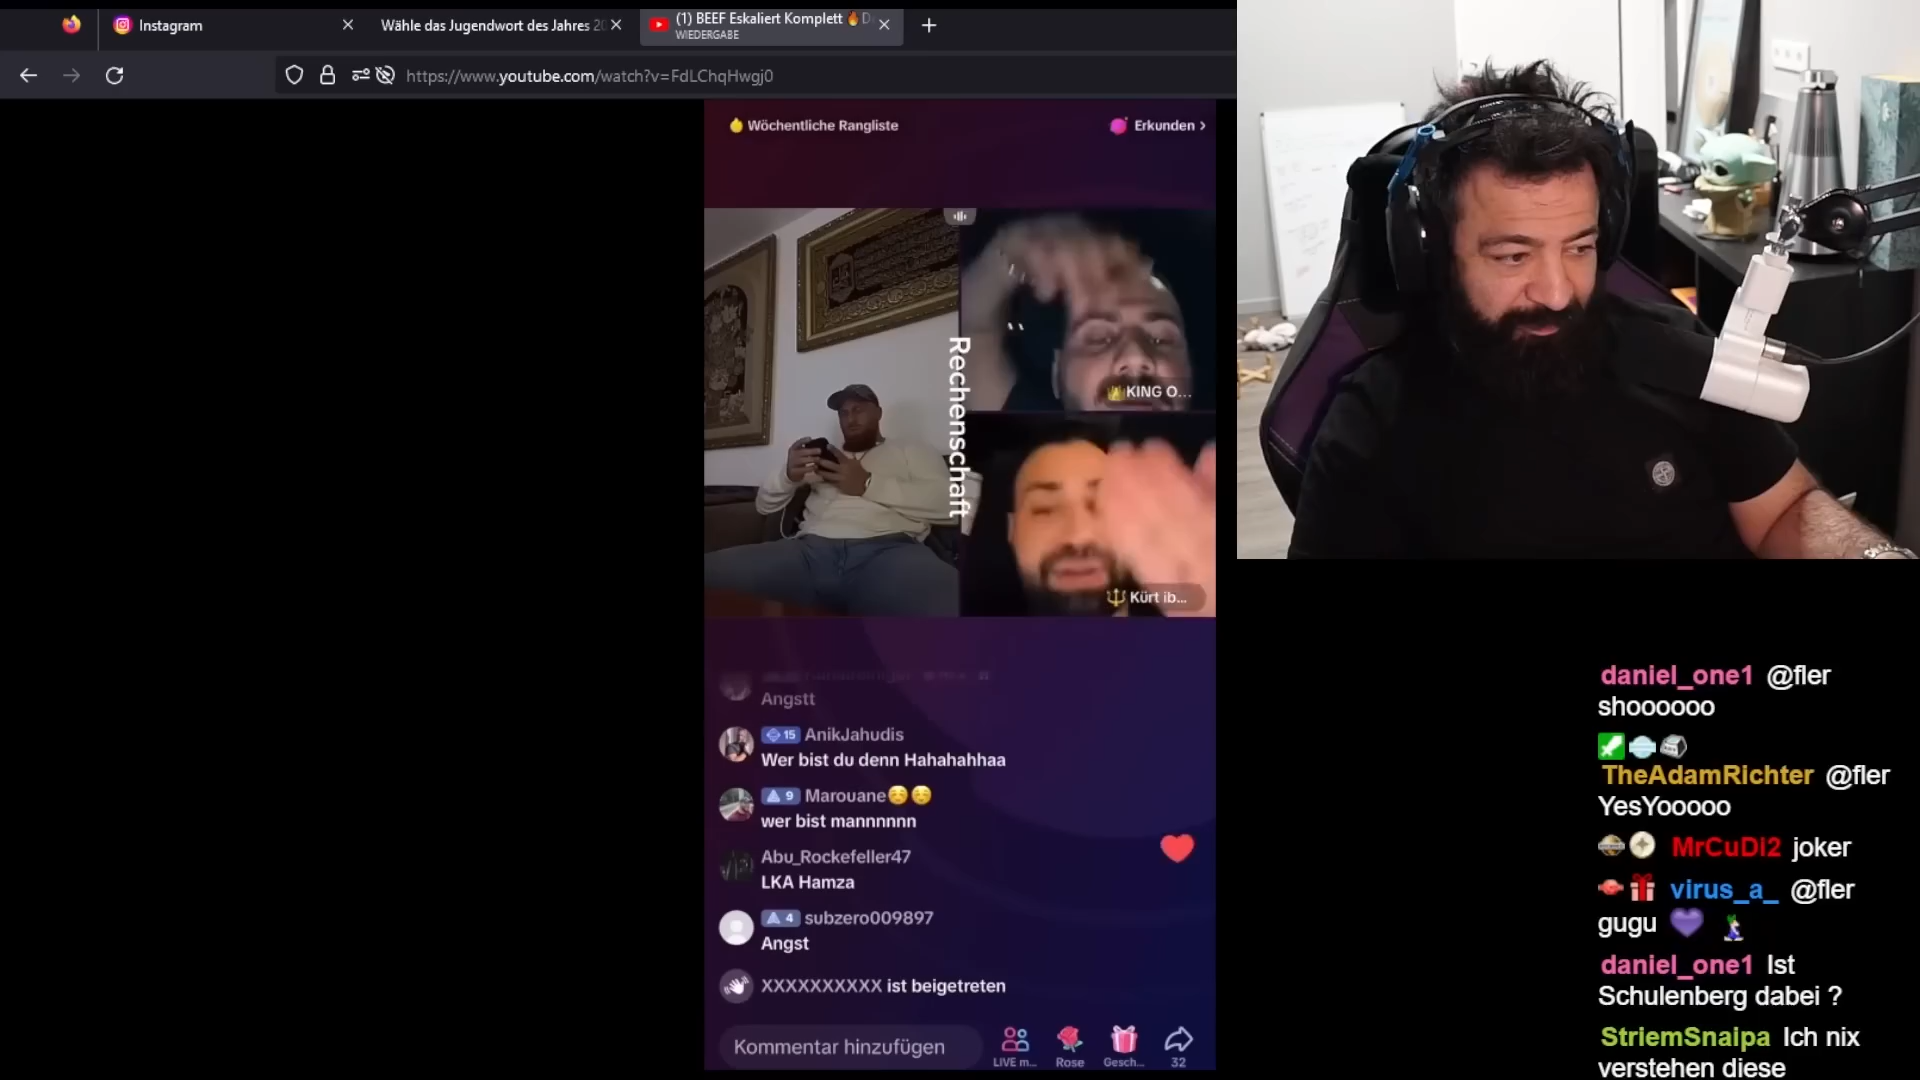 Instagram
Wähle das Jugendwort des Jahres 20
(1) BEEF Eskaliert Komplett 🔥 D
WIEDERGABE
https://www.youtube.com/watch?v=FdLChqHwgj0
Wöchentliche Rangliste
Erkunden >
KING O...
Rechenschaft
Kürt ib...
Angstt
15 AnikJahudis
Wer bist du denn Hahahahhaa
9 Marouane☺️☺️
wer bist mannnnnn
Abu_Rockefeller47
LKA Hamza
4 subzero009897
Angst
XXXXXXXXXX ist beigetreten
Kommentar hinzufügen
LIVE m...
Rose
Gesch...
32
daniel_one1 @fler
shoooooo
TheAdamRichter @fler
YesYooooo
MrCuDI2 joker
virus_a_ @fler
gugu 💜
daniel_one1 Ist
Schulenberg dabei ?
StriemSnaipa Ich nix
verstehen diese